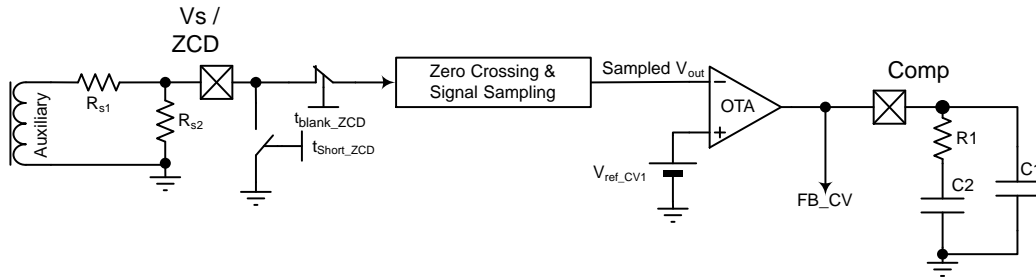 Vs /
ZCD
Auxiliary
Rs1
Rs2
tblank_ZCD
tShort_ZCD
Zero Crossing &
Signal Sampling
Sampled Vout
OTA
Vref_CV1
FB_CV
Comp
R1
C2
C1